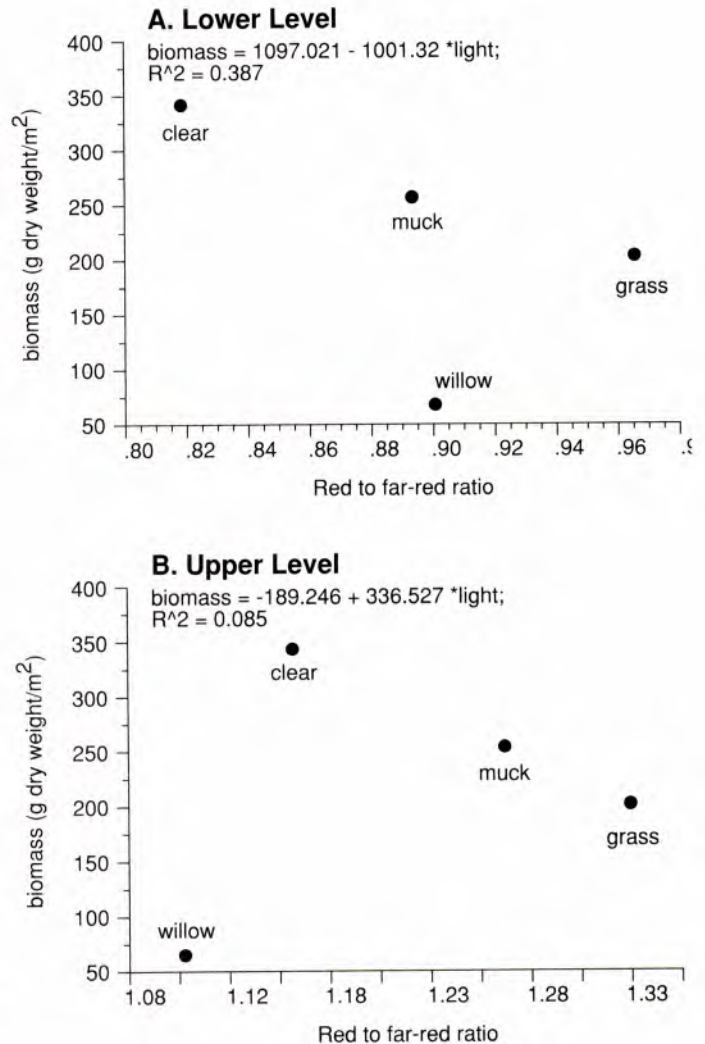 A. Lower Level
biomass = 1097.021 - 1001.32 *light;
R^2 = 0.387
400
350
300
250
200
150
100
50
biomass (g dry weight/m2)
clear
muck
grass
willow
.80 .82 .84 .86 .88 .90 .92 .94 .96
Red to far-red ratio
B. Upper Level
biomass = -189.246 + 336.527 *light;
R^2 = 0.085
400
350
300
250
200
150
100
50
biomass (g dry weight/m2)
clear
muck
grass
willow
1.08 1.12 1.18 1.23 1.28 1.33
Red to far-red ratio